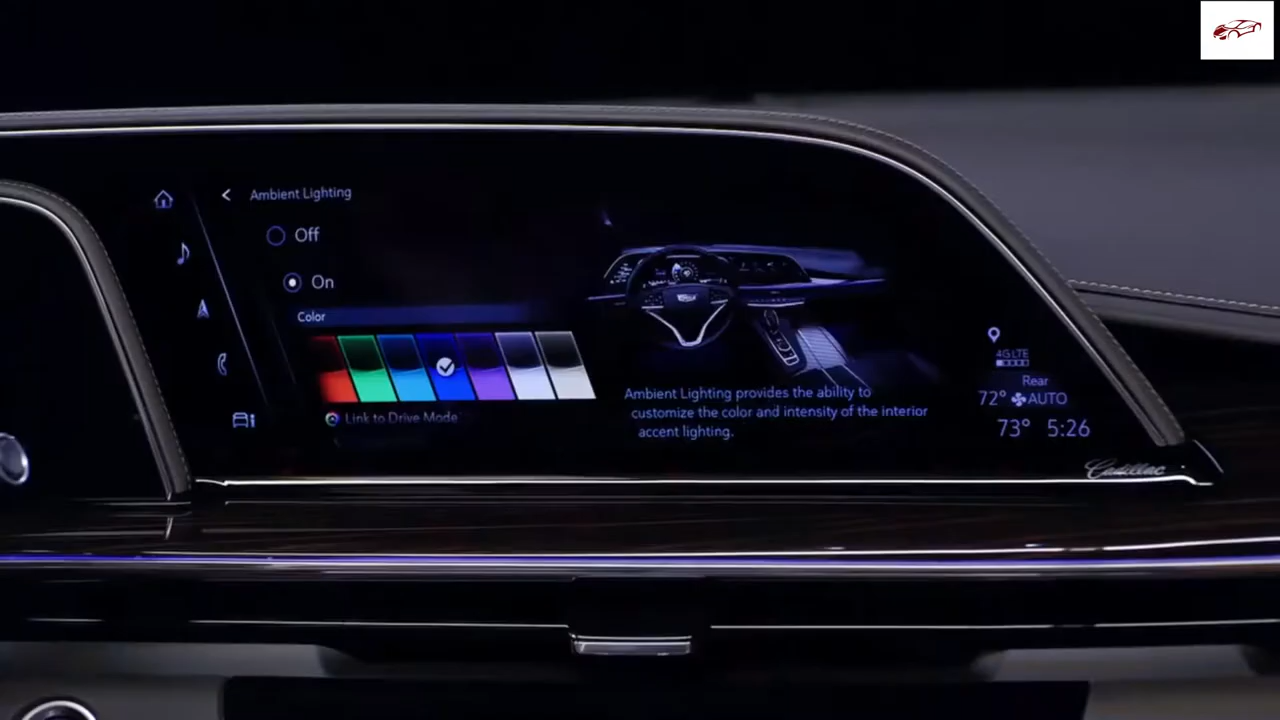 Ambient Lighting
Off
On
Color
Link to Drive Mode
Ambient Lighting provides the ability to
customize the color and intensity of the interior
accent lighting.
4G LTE
Rear
72° AUTO
73° 5:26
Cadillac